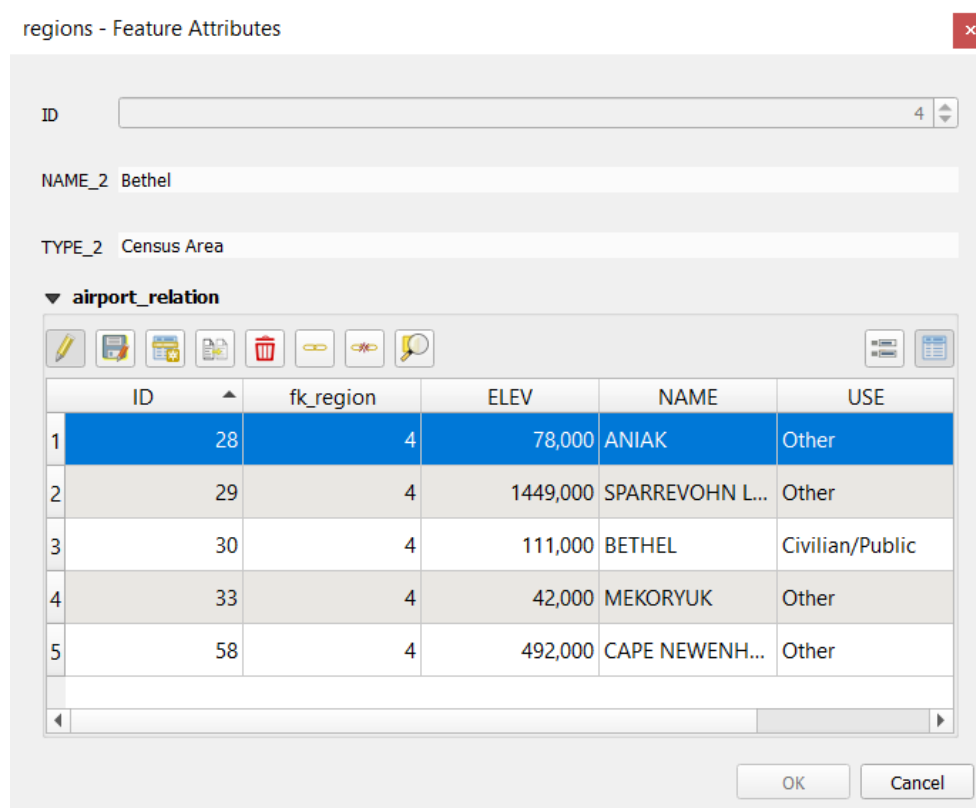 regions - Feature Attributes
ID 4
NAME_2 Bethel
TYPE_2 Census Area
airport_relation
ID fk_region ELEV NAME USE
1 28 4 78,000 ANIAK Other
2 29 4 1449,000 SPARREVOHN L... Other
3 30 4 111,000 BETHEL Civilian/Public
4 33 4 42,000 MEKORYUK Other
5 58 4 492,000 CAPE NEWENH... Other
OK Cancel